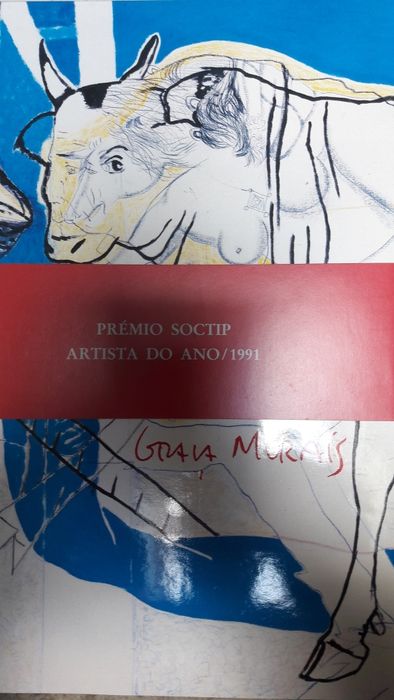 PRÉMIO SOCTIP
ARTISTA DO ANO/1991
GRAÇA MORAIS